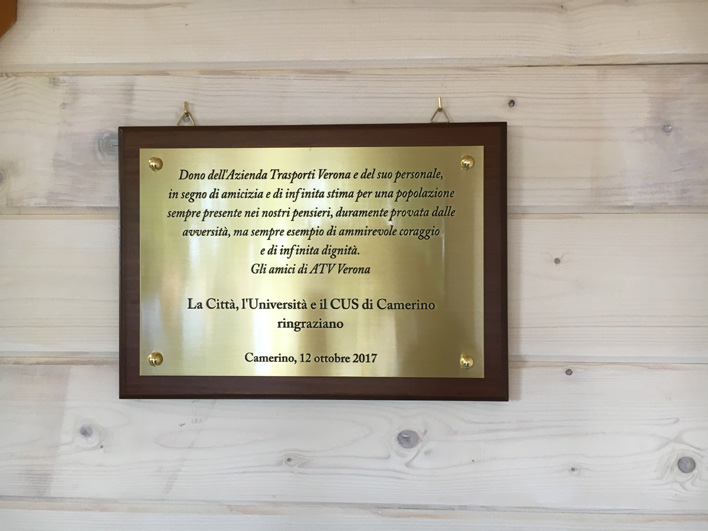 Dono dell'Azienda Trasporti Verona e del suo personale,
in segno di amicizia e di infinita stima per una popolazione
sempre presente nei nostri pensieri, duramente provata dalle
avversità, ma sempre esempio di ammirevole coraggio
e di infinita dignità.
Gli amici di ATV Verona
La Città, l'Università e il CUS di Camerino
ringraziano
Camerino, 12 ottobre 2017